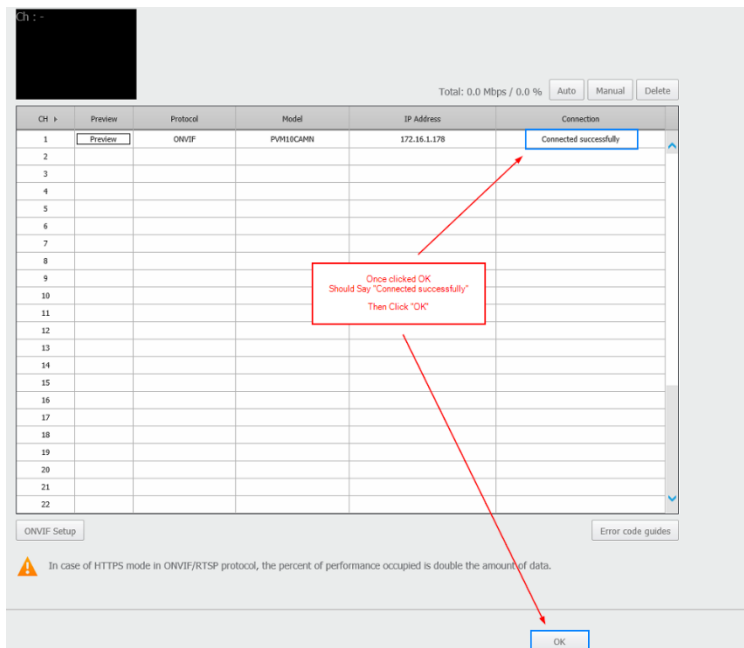 Ch : -
Total: 0.0 Mbps / 0.0 % Auto Manual Delete
CH Preview Protocol Model IP Address Connection
1 Preview ONVIF PVM10CAMN 172.16.1.178 Connected successfully
2
3
4
5
6
7
8
9
10
11
12
13
14
15
16
17
18
19
20
21
22
Once clicked OK
Should Say "Connected successfully"
Then Click "OK"
ONVIF Setup Error code guides
In case of HTTPS mode in ONVIF/RTSP protocol, the percent of performance occupied is double the amount of data.
OK